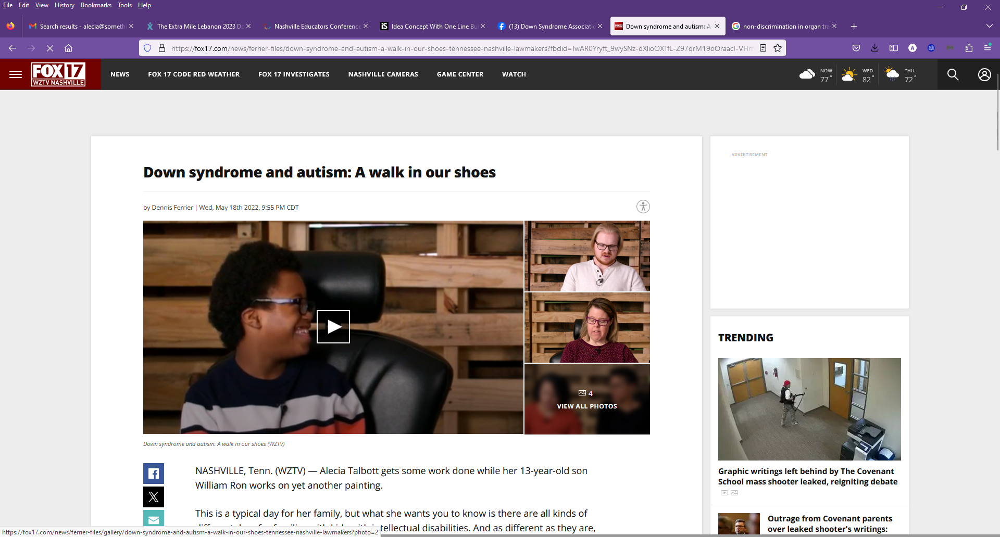 File Edit View History Bookmarks Tools Help
Search results - alecia@someth
The Extra Mile Lebanon 2023 Do
Nashville Educators Conference
iS Idea Concept With One Line Bu
(13) Down Syndrome Associatio
Down syndrome and autism: A
non-discrimination in organ tra
https://fox17.com/news/ferrier-files/down-syndrome-and-autism-a-walk-in-our-shoes-tennessee-nashville-lawmakers?fbclid=
FOX 17
WZTV NASHVILLE
NEWS FOX 17 CODE RED WEATHER FOX 17 INVESTIGATES NASHVILLE CAMERAS GAME CENTER WATCH
NOW
77°
WED
82°
THU
72°
ADVERTISEMENT
Down syndrome and autism: A walk in our shoes
by Dennis Ferrier | Wed, May 18th 2022, 9:55 PM CDT
4
VIEW ALL PHOTOS
Down syndrome and autism: A walk in our shoes (WZTV)
NASHVILLE, Tenn. (WZTV) — Alecia Talbott gets some work done while her 13-year-old son
William Ron works on yet another painting.
This is a typical day for her family, but what she wants you to know is there are all kinds of
tellectual disabilities. And as different as they are,
TRENDING
Graphic writings left behind by The Covenant
School mass shooter leaked, reigniting debate
Outrage from Covenant parents
over leaked shooter's writings:
https://fox17.com/news/ferrier-files/gallery/down-syndrome-and-autism-a-walk-in-our-shoes-tennessee-nashville-lawmakers?photo=2